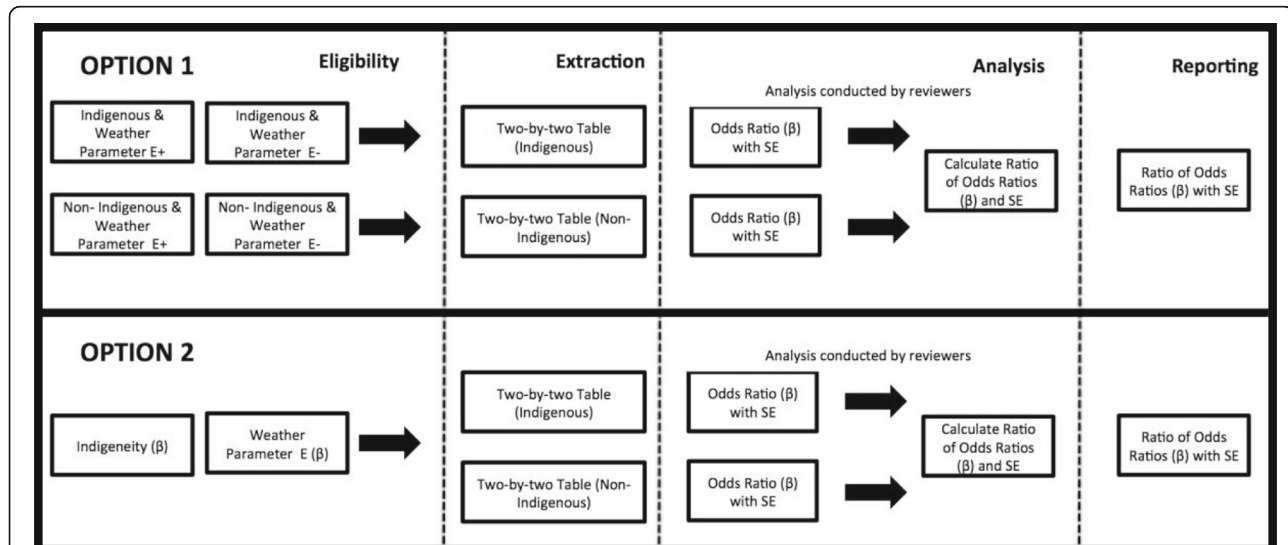 OPTION 1
Eligibility
Extraction
Analysis
Reporting
Analysis conducted by reviewers
Indigenous &
Weather
Parameter E+
Indigenous &
Weather
Parameter E-
Two-by-two Table
(Indigenous)
Odds Ratio (β)
with SE
Non- Indigenous &
Weather
Parameter E+
Non- Indigenous &
Weather
Parameter E-
Two-by-two Table (Non-
Indigenous)
Odds Ratio (β)
with SE
Calculate Ratio
of Odds Ratios
(β) and SE
Ratio of Odds
Ratios (β) with SE
OPTION 2
Analysis conducted by reviewers
Indigeneity (β)
Weather
Parameter E (β)
Two-by-two Table
(Indigenous)
Two-by-two Table (Non-
Indigenous)
Odds Ratio (β)
with SE
Odds Ratio (β)
with SE
Calculate Ratio
of Odds Ratios
(β) and SE
Ratio of Odds
Ratios (β) with SE